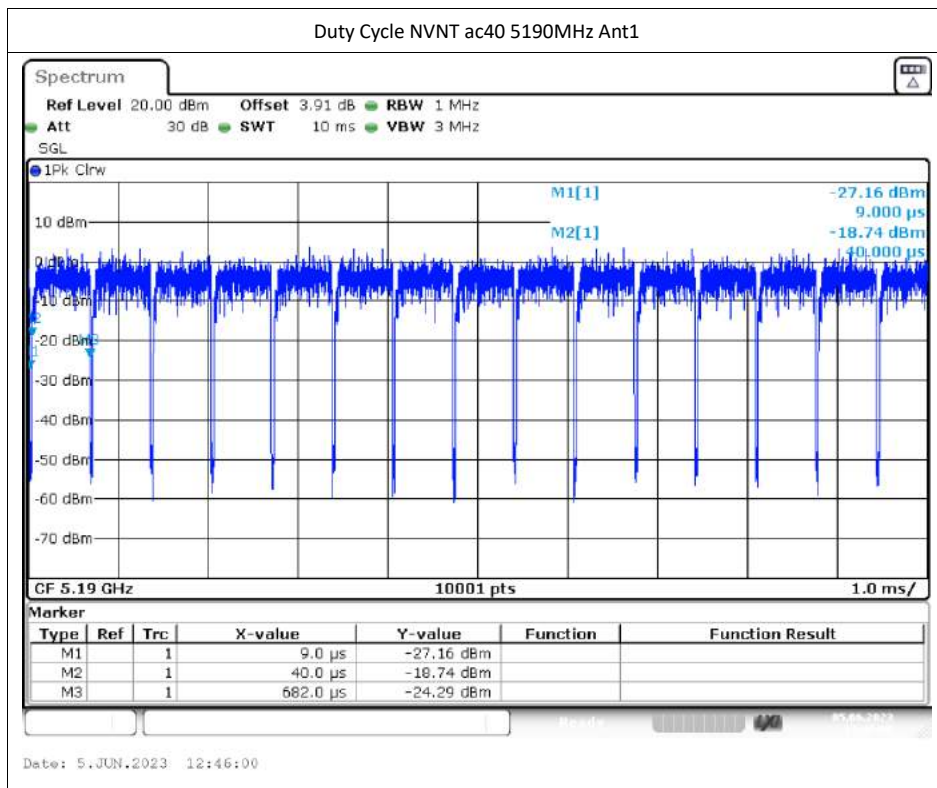 Duty Cycle NVNT ac40 5190MHz Ant1
Spectrum
Ref Level 20.00 dBm Offset 3.91 dB RBW 1 MHz
Att 30 dB SWT 10 ms VBW 3 MHz
SGL
1Pk Clrw
M1[1] -27.16 dBm
9.000 µs
10 dBm
M2[1] -18.74 dBm
40.000 µs
0 dBm
-10 dBm
-20 dBm
-30 dBm
-40 dBm
-50 dBm
-60 dBm
-70 dBm
CF 5.19 GHz 10001 pts 1.0 ms/
Marker
Type Ref Trc X-value Y-value Function Function Result
M1 1 9.0 µs -27.16 dBm
M2 1 40.0 µs -18.74 dBm
M3 1 682.0 µs -24.29 dBm
Date: 5.JUN.2023 12:46:00